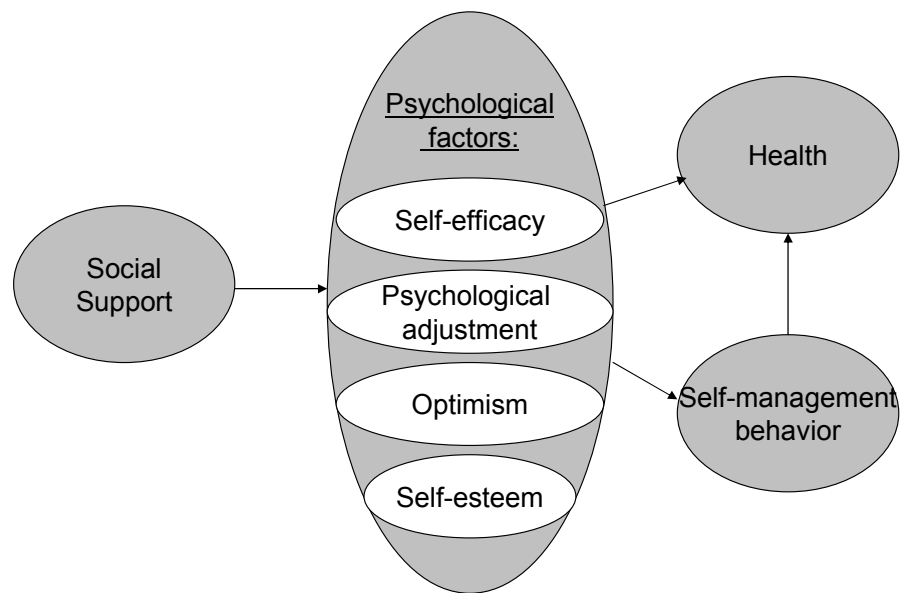 Psychological
factors:
Self-efficacy
Psychological
adjustment
Optimism
Self-esteem
Social
Support
Health
Self-management
behavior